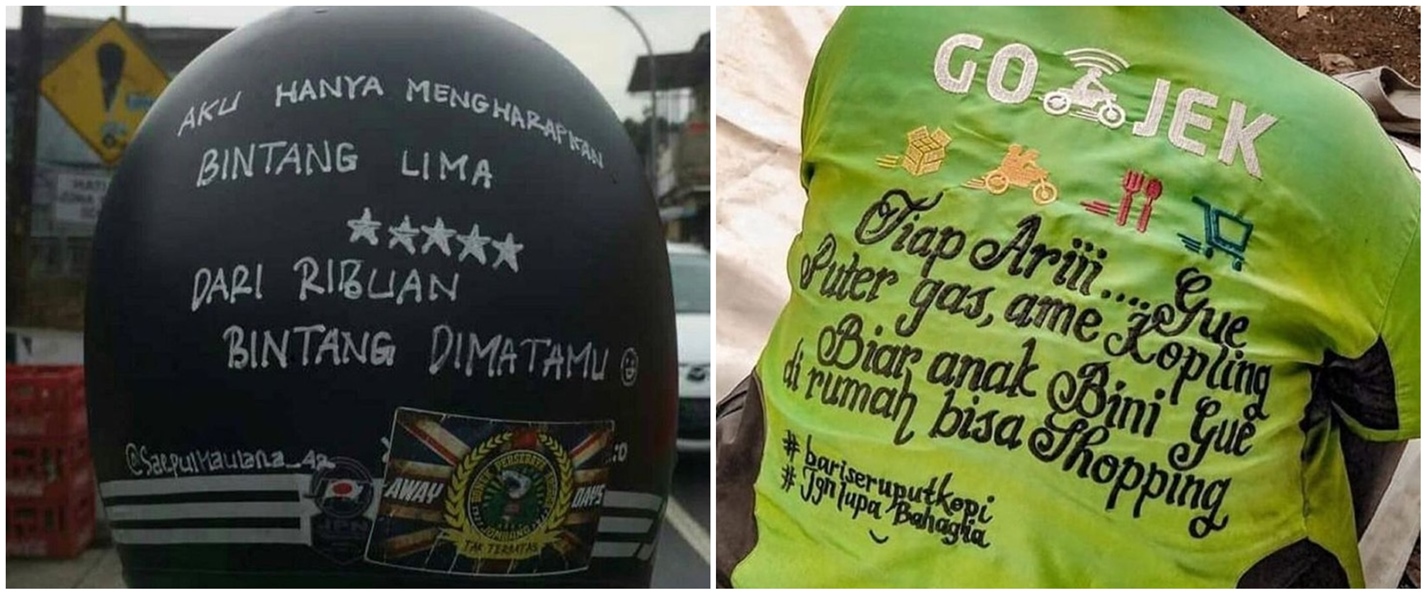 AKU HANYA MENGHARAPKAN
BINTANG LIMA
DARI RIBUAN
BINTANG DIMATAMU
@SaepulMaulana_42
AWAY DAYS
TAK TERBATAS
GO JEK
Tiap Ariii....Gue
Puter gas, ame Kopling
Biar anak Bini Gue
di rumah bisa Shopping
# bariseruputkopi
# Jgn lupa Bahagia